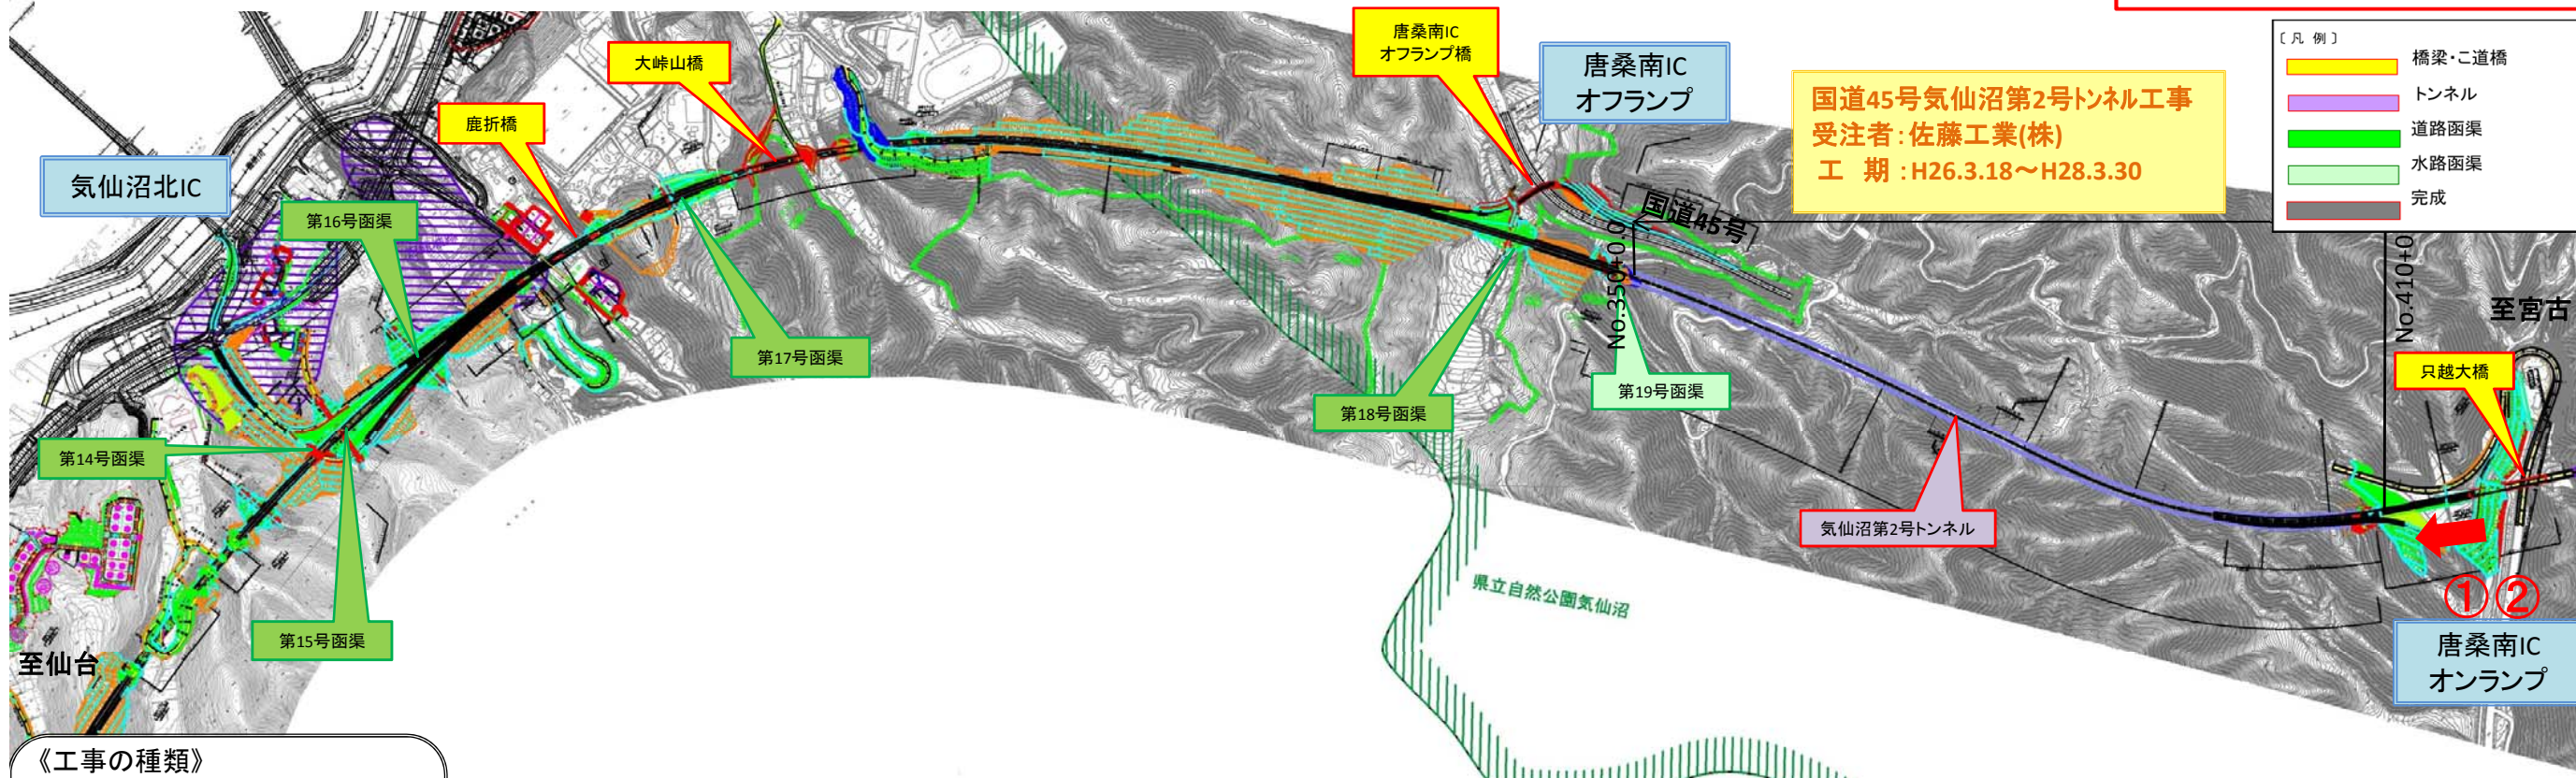 大峠山橋
鹿折橋
唐桑南IC
オフランプ橋
唐桑南IC
オフランプ
国道45号気仙沼第2号トンネル工事
受注者:佐藤工業(株)
工 期:H26.3.18～H28.3.30
〔凡 例〕
橋梁・こ道橋
トンネル
道路函渠
水路函渠
完成
気仙沼北IC
第16号函渠
国道45号
No.350+0.0
No.410+0
至宮古
第17号函渠
第18号函渠
第19号函渠
只越大橋
第14号函渠
気仙沼第2号トンネル
県立自然公園気仙沼
① ②
第15号函渠
至仙台
唐桑南IC
オンランプ
《工事の種類》